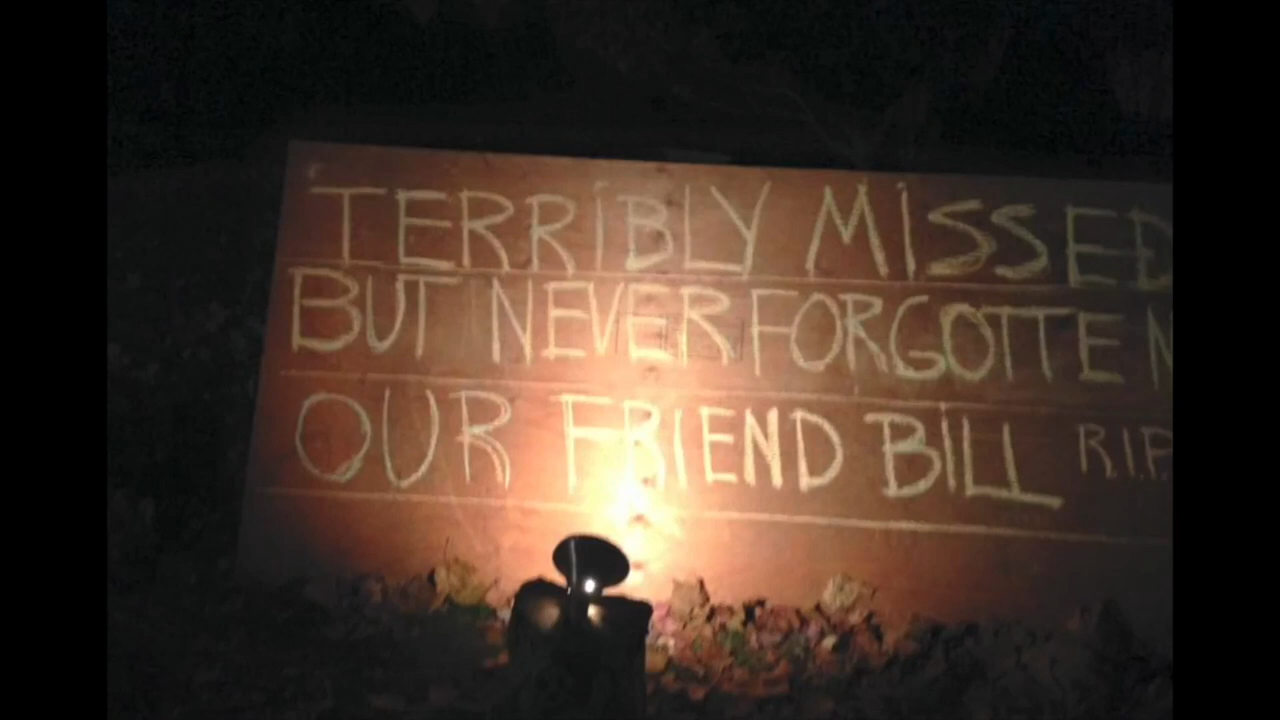 TERRIBLY MISSED
BUT NEVER FORGOTTEN
OUR FRIEND BILL R.I.P